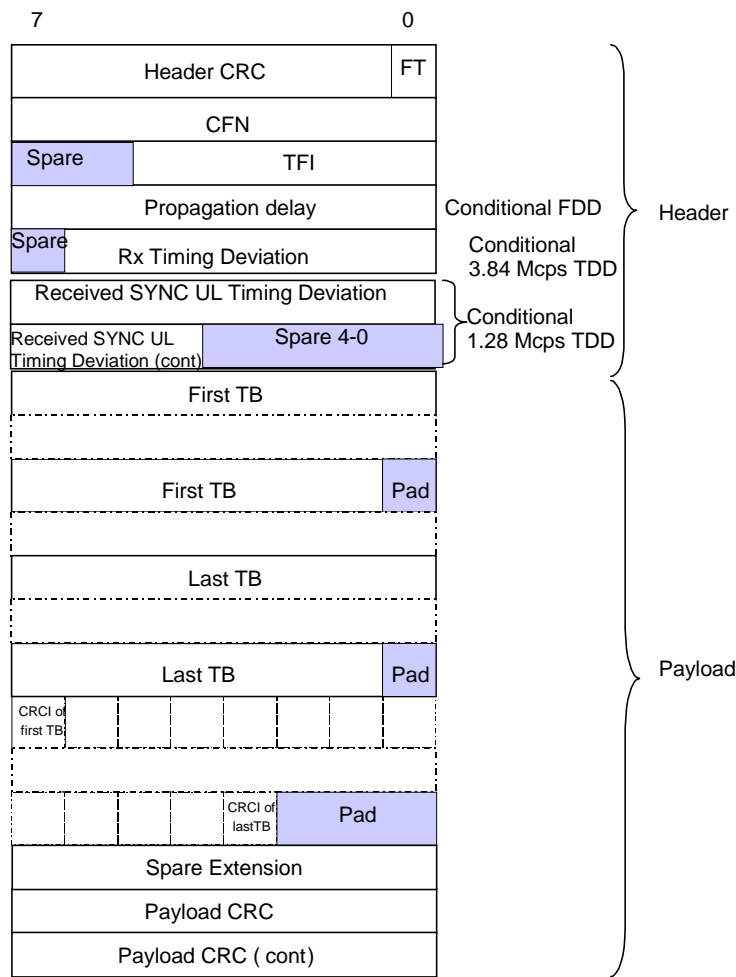 7 0
Header CRC FT
CFN
Spare TFI
Propagation delay Conditional FDD
Header
Spare Rx Timing Deviation
Conditional
3.84 Mcps TDD
Received SYNC UL Timing Deviation
Received SYNC UL
Timing Deviation (cont)
Spare 4-0
Conditional
1.28 Mcps TDD
First TB
First TB Pad
Last TB
Last TB Pad
Payload
CRCI of
first TB
CRCI of
lastTB
Pad
Spare Extension
Payload CRC
Payload CRC ( cont)